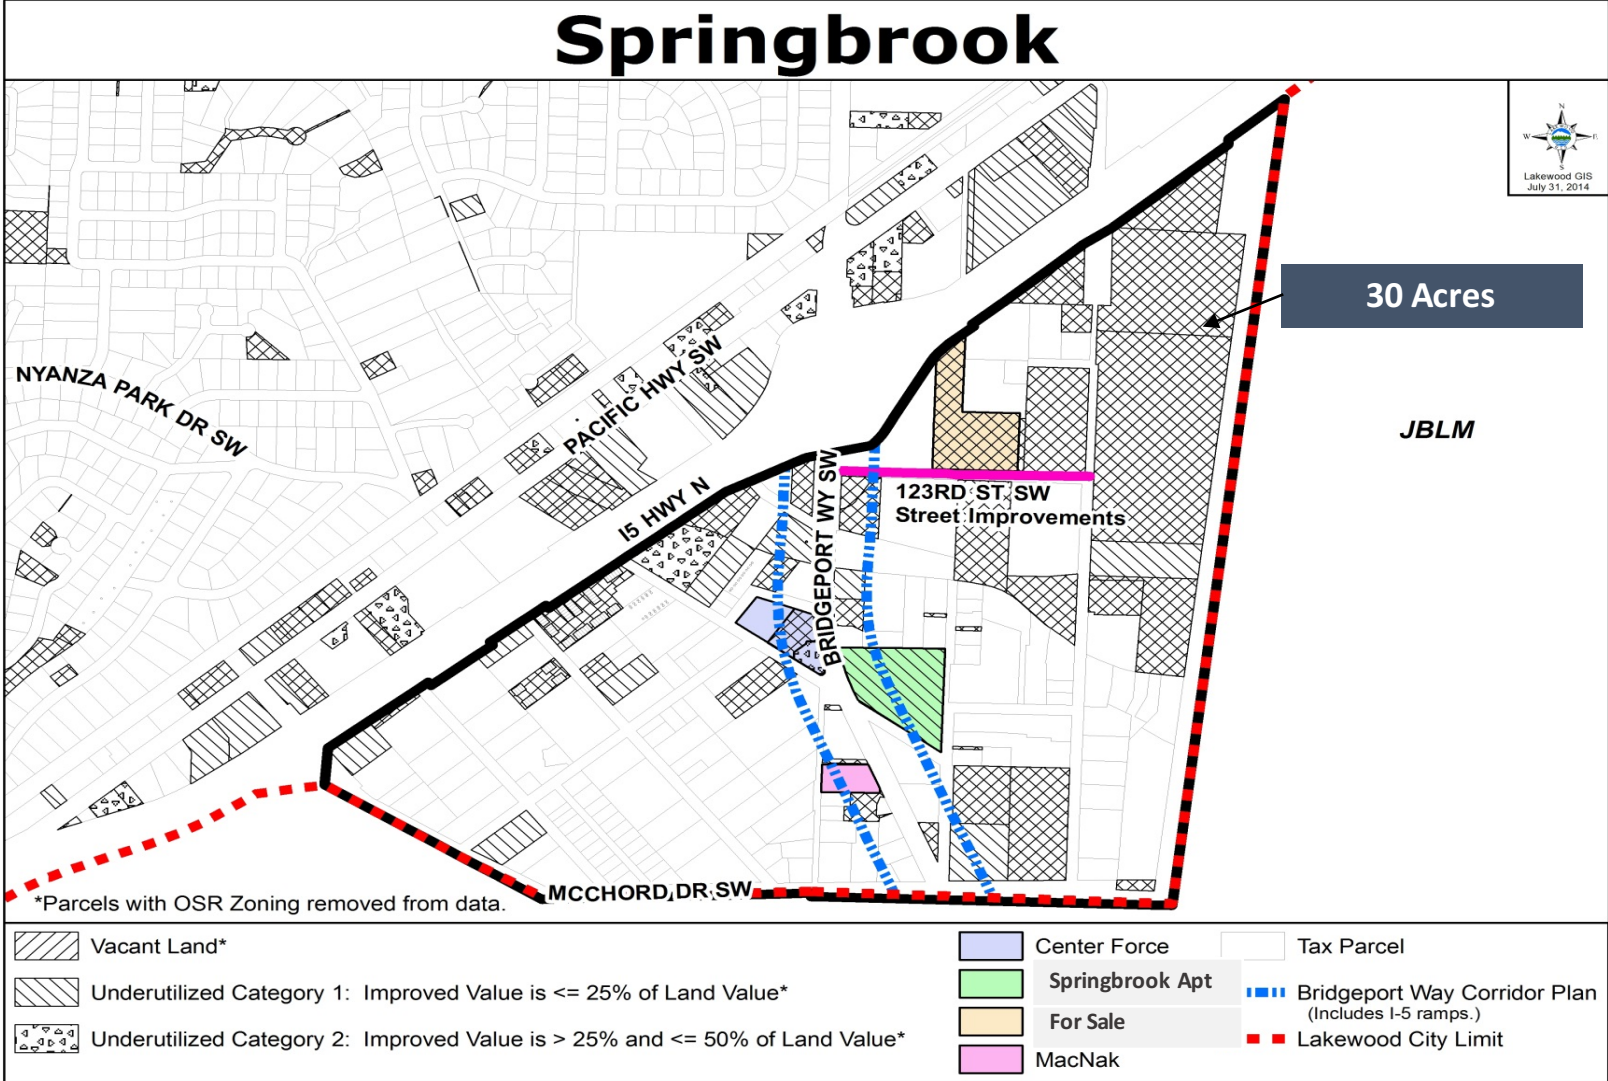 Springbrook
N
W
E
S
Lakewood GIS
July 31, 2014
30 Acres
NYANZA PARK DR SW
PACIFIC HWY SW
JBLM
I5 HWY N
BRIDGEPORT WY SW
123RD ST SW
Street Improvements
MCCHORD DR SW
*Parcels with OSR Zoning removed from data.
Vacant Land*
Underutilized Category 1: Improved Value is <= 25% of Land Value*
Underutilized Category 2: Improved Value is > 25% and <= 50% of Land Value*
Center Force
Springbrook Apt
For Sale
MacNak
Tax Parcel
Bridgeport Way Corridor Plan
(Includes I-5 ramps.)
Lakewood City Limit